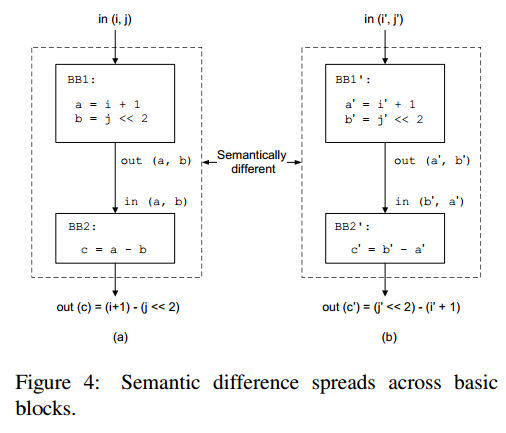 in (i, j)
BB1:
a = i + 1
b = j << 2
out (a, b)
in (a, b)
BB2:
c = a - b
out (c) = (i+1) - (j << 2)
(a)
Semantically
different
in (i', j')
BB1':
a' = i' + 1
b' = j' << 2
out (a', b')
in (b', a')
BB2':
c' = b' - a'
out (c') = (j' << 2) - (i' + 1)
(b)
Figure 4: Semantic difference spreads across basic
blocks.